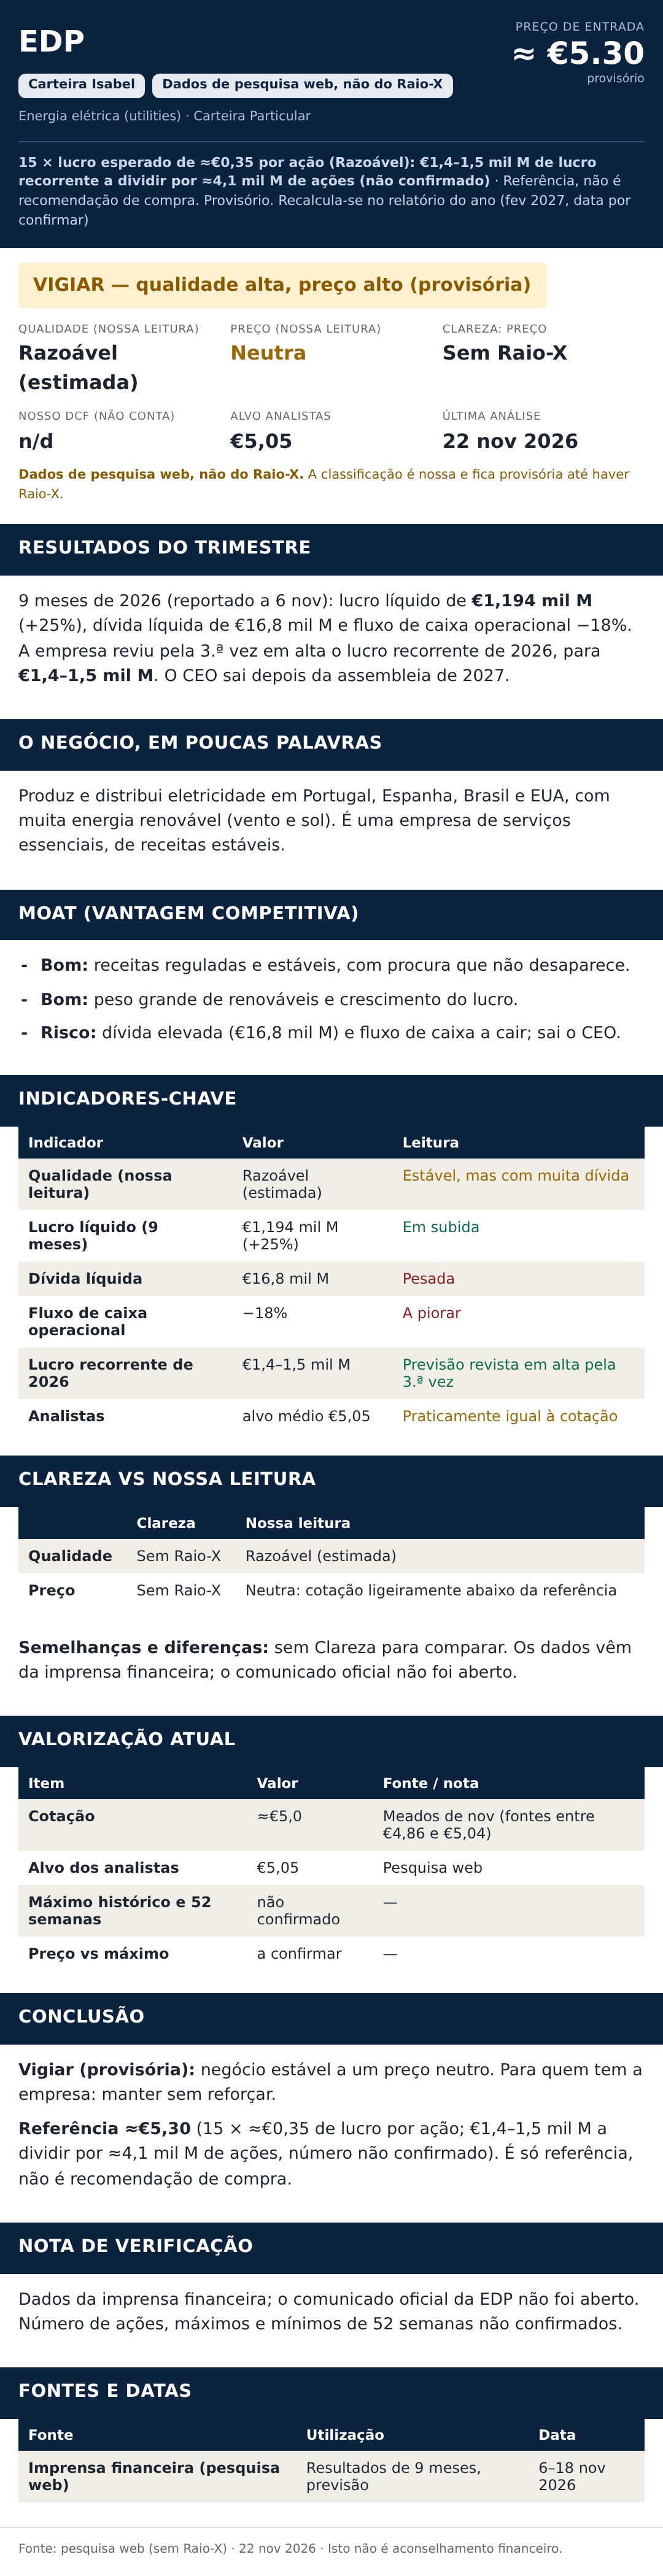 EDP
PREÇO DE ENTRADA
≈ €5.30
provisório
Carteira Isabel
Dados de pesquisa web, não do Raio-X
Energia elétrica (utilities) · Carteira Particular
15 × lucro esperado de ≈€0,35 por ação (Razoável): €1,4–1,5 mil M de lucro
recorrente a dividir por ≈4,1 mil M de ações (não confirmado) · Referência, não é
recomendação de compra. Provisório. Recalcula-se no relatório do ano (fev 2027, data por
confirmar)
VIGIAR — qualidade alta, preço alto (provisória)
QUALIDADE (NOSSA LEITURA)
PREÇO (NOSSA LEITURA)
CLAREZA: PREÇO
Razoável
(estimada)
Neutra
Sem Raio-X
NOSSO DCF (NÃO CONTA)
ALVO ANALISTAS
ÚLTIMA ANÁLISE
n/d
€5,05
22 nov 2026
Dados de pesquisa web, não do Raio-X. A classificação é nossa e fica provisória até haver
Raio-X.
RESULTADOS DO TRIMESTRE
9 meses de 2026 (reportado a 6 nov): lucro líquido de €1,194 mil M
(+25%), dívida líquida de €16,8 mil M e fluxo de caixa operacional −18%.
A empresa reviu pela 3.ª vez em alta o lucro recorrente de 2026, para
€1,4–1,5 mil M. O CEO sai depois da assembleia de 2027.
O NEGÓCIO, EM POUCAS PALAVRAS
Produz e distribui eletricidade em Portugal, Espanha, Brasil e EUA, com
muita energia renovável (vento e sol). É uma empresa de serviços
essenciais, de receitas estáveis.
MOAT (VANTAGEM COMPETITIVA)
- Bom: receitas reguladas e estáveis, com procura que não desaparece.
- Bom: peso grande de renováveis e crescimento do lucro.
- Risco: dívida elevada (€16,8 mil M) e fluxo de caixa a cair; sai o CEO.
INDICADORES-CHAVE
Indicador
Valor
Leitura
Qualidade (nossa
leitura)
Razoável
(estimada)
Estável, mas com muita dívida
Lucro líquido (9
meses)
€1,194 mil M
(+25%)
Em subida
Dívida líquida
€16,8 mil M
Pesada
Fluxo de caixa
operacional
−18%
A piorar
Lucro recorrente de
2026
€1,4–1,5 mil M
Previsão revista em alta pela
3.ª vez
Analistas
alvo médio €5,05
Praticamente igual à cotação
CLAREZA VS NOSSA LEITURA
Clareza
Nossa leitura
Qualidade
Sem Raio-X
Razoável (estimada)
Preço
Sem Raio-X
Neutra: cotação ligeiramente abaixo da referência
Semelhanças e diferenças: sem Clareza para comparar. Os dados vêm
da imprensa financeira; o comunicado oficial não foi aberto.
VALORIZAÇÃO ATUAL
Item
Valor
Fonte / nota
Cotação
≈€5,0
Meados de nov (fontes entre
€4,86 e €5,04)
Alvo dos analistas
€5,05
Pesquisa web
Máximo histórico e 52
semanas
não
confirmado
—
Preço vs máximo
a confirmar
—
CONCLUSÃO
Vigiar (provisória): negócio estável a um preço neutro. Para quem tem a
empresa: manter sem reforçar.
Referência ≈€5,30 (15 × ≈€0,35 de lucro por ação; €1,4–1,5 mil M a
dividir por ≈4,1 mil M de ações, número não confirmado). É só referência,
não é recomendação de compra.
NOTA DE VERIFICAÇÃO
Dados da imprensa financeira; o comunicado oficial da EDP não foi aberto.
Número de ações, máximos e mínimos de 52 semanas não confirmados.
FONTES E DATAS
Fonte
Utilização
Data
Imprensa financeira (pesquisa
web)
Resultados de 9 meses,
previsão
6–18 nov
2026
Fonte: pesquisa web (sem Raio-X) · 22 nov 2026 · Isto não é aconselhamento financeiro.